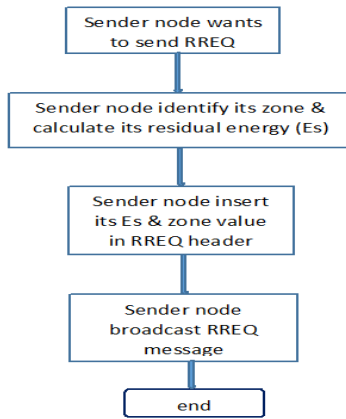 Sender node wants
to send RREQ
Sender node identify its zone &
calculate its residual energy (Es)
Sender node insert
its Es & zone value
in RREQ header
Sender node
broadcast RREQ
message
end